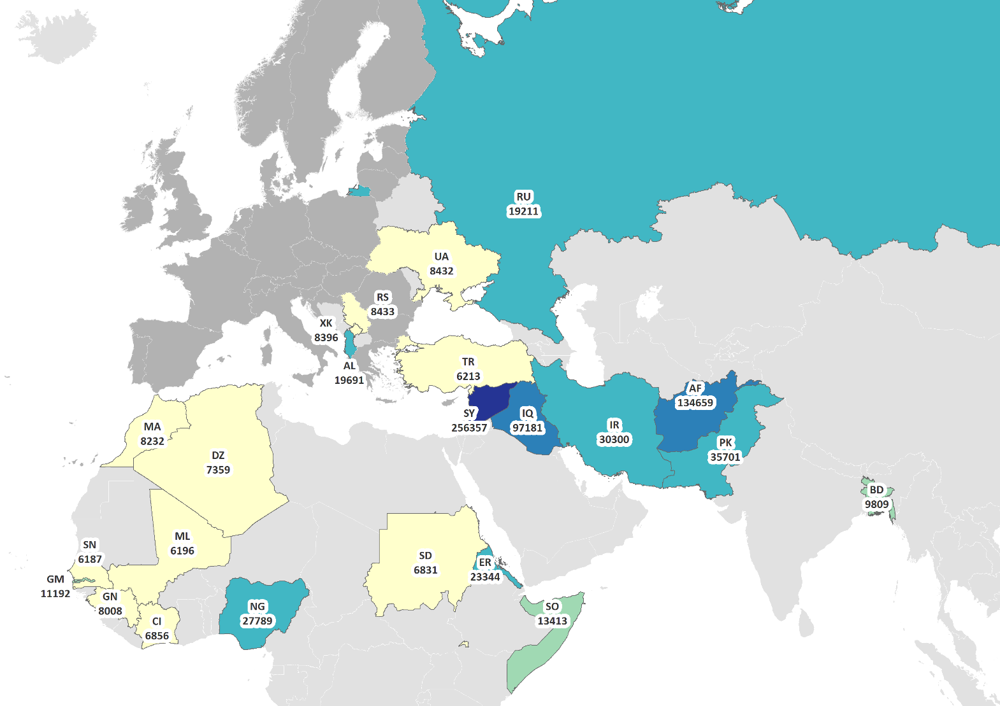 RU
19211
UA
8432
RS
8433
XK
8396
AL
19691
TR
6213
SY
256357
IQ
97181
IR
30300
AF
134659
PK
35701
BD
9809
MA
8232
DZ
7359
ML
6196
SN
6187
GM
11192
GN
8008
CI
6856
NG
27789
SD
6831
ER
23344
SO
13413